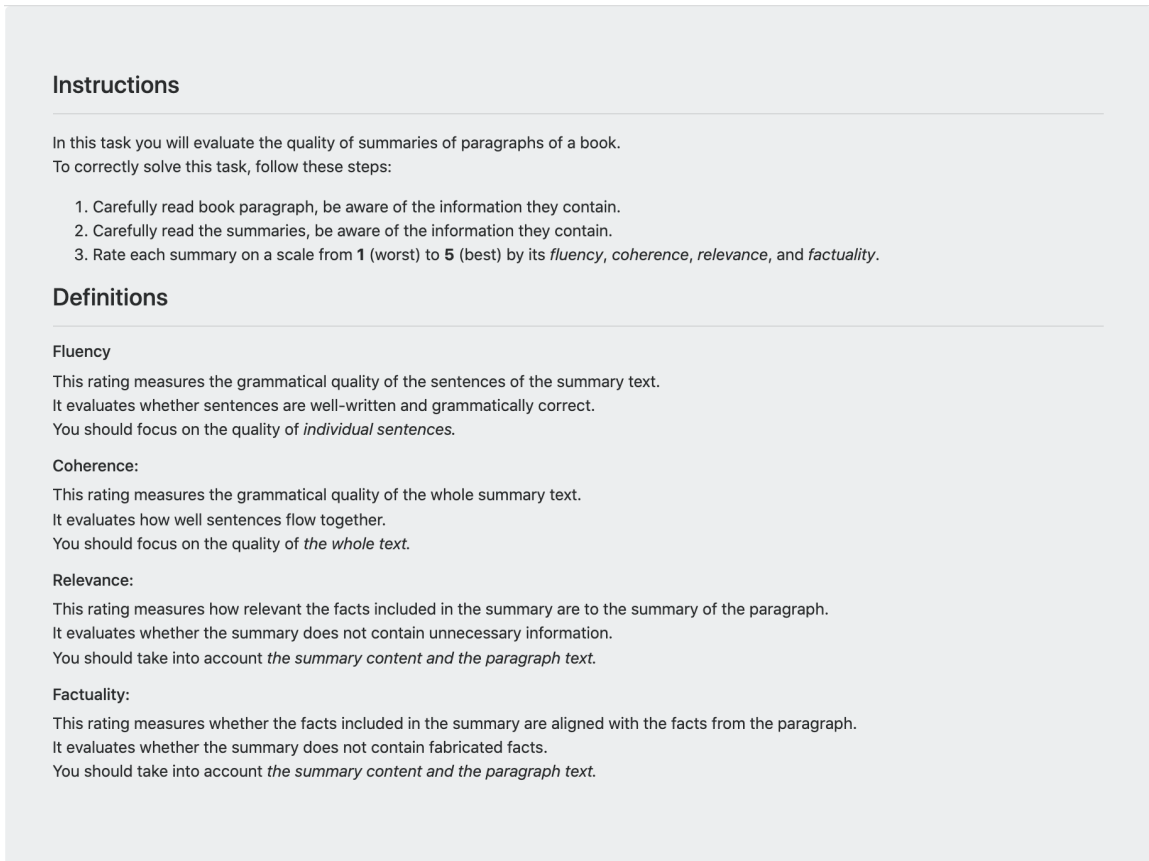 Instructions
In this task you will evaluate the quality of summaries of paragraphs of a book.
To correctly solve this task, follow these steps:
1. Carefully read book paragraph, be aware of the information they contain.
2. Carefully read the summaries, be aware of the information they contain.
3. Rate each summary on a scale from 1 (worst) to 5 (best) by its fluency, coherence, relevance, and factuality.
Definitions
Fluency
This rating measures the grammatical quality of the sentences of the summary text.
It evaluates whether sentences are well-written and grammatically correct.
You should focus on the quality of individual sentences.
Coherence:
This rating measures the grammatical quality of the whole summary text.
It evaluates how well sentences flow together.
You should focus on the quality of the whole text.
Relevance:
This rating measures how relevant the facts included in the summary are to the summary of the paragraph.
It evaluates whether the summary does not contain unnecessary information.
You should take into account the summary content and the paragraph text.
Factuality:
This rating measures whether the facts included in the summary are aligned with the facts from the paragraph.
It evaluates whether the summary does not contain fabricated facts.
You should take into account the summary content and the paragraph text.